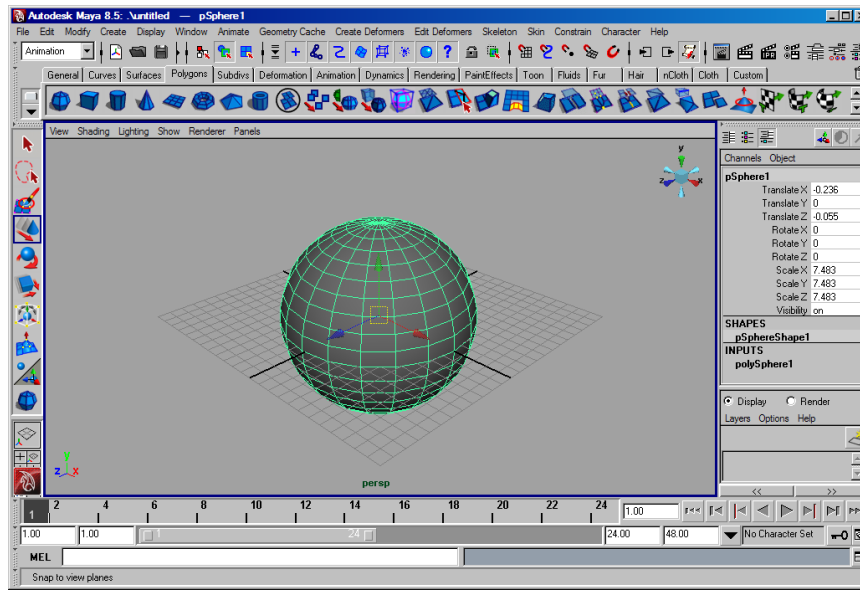 Autodesk Maya 8.5: .\untitled — pSphere1
File Edit Modify Create Display Window Animate Geometry Cache Create Deformers Edit Deformers Skeleton Skin Constrain Character Help
Animation
General Curves Surfaces Polygons Subdivs Deformation Animation Dynamics Rendering PaintEffects Toon Fluids Fur Hair nCloth Cloth Custom
View Shading Lighting Show Renderer Panels
y
z x
Channels Object
pSphere1
Translate X -0.236
Translate Y 0
Translate Z -0.055
Rotate X 0
Rotate Y 0
Rotate Z 0
Scale X 7.483
Scale Y 7.483
Scale Z 7.483
Visibility on
SHAPES
pSphereShape1
INPUTS
polySphere1
Display Render
Layers Options Help
<< >>
y
z x
persp
1 2 4 6 8 10 12 14 16 18 20 22 24 1.00
1.00 1.00 1 24 24.00 48.00 No Character Set
MEL
Snap to view planes